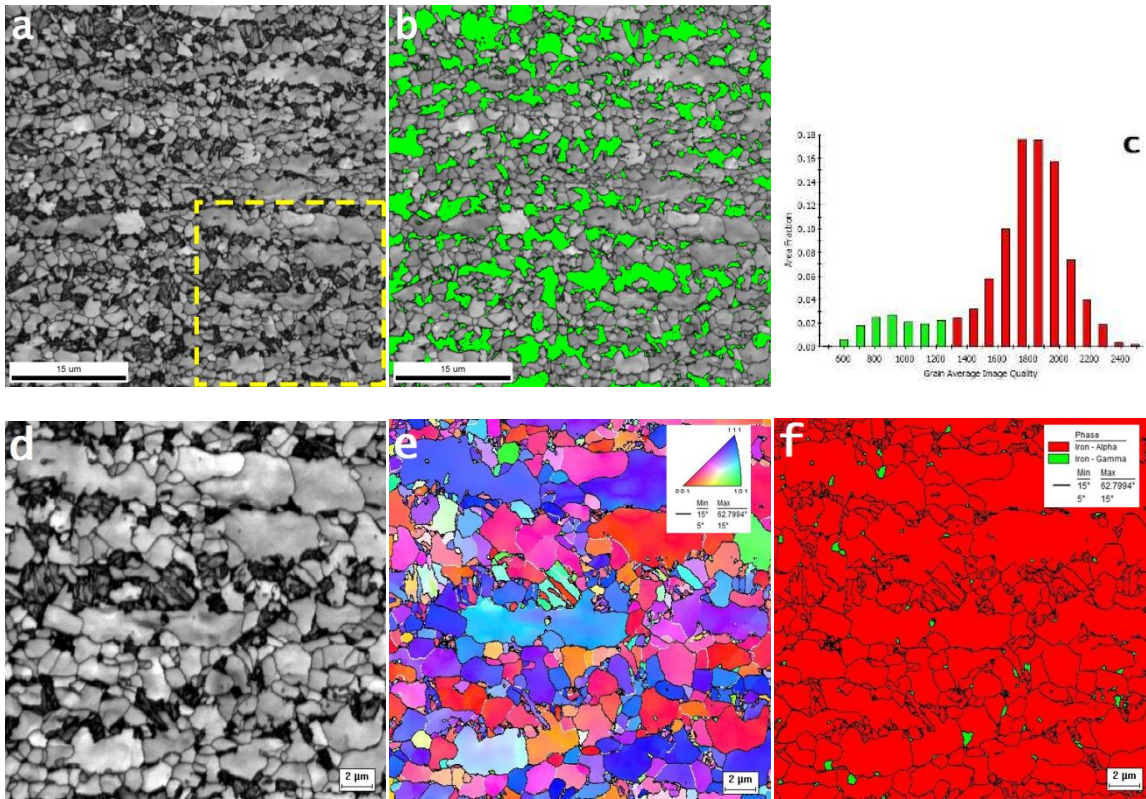 a
15 um
b
15 um
c
0.18
0.16
0.14
0.12
0.10
0.08
0.06
0.04
0.02
0.00
Area Fraction
600 800 1000 1200 1400 1600 1800 2000 2200 2400
Grain Average Image Quality
d
2 µm
e
111
001 101
Min Max
15° 62.7994°
5° 15°
2 µm
f
Phase
Iron - Alpha
Iron - Gamma
Min Max
15° 62.7994°
5° 15°
2 µm